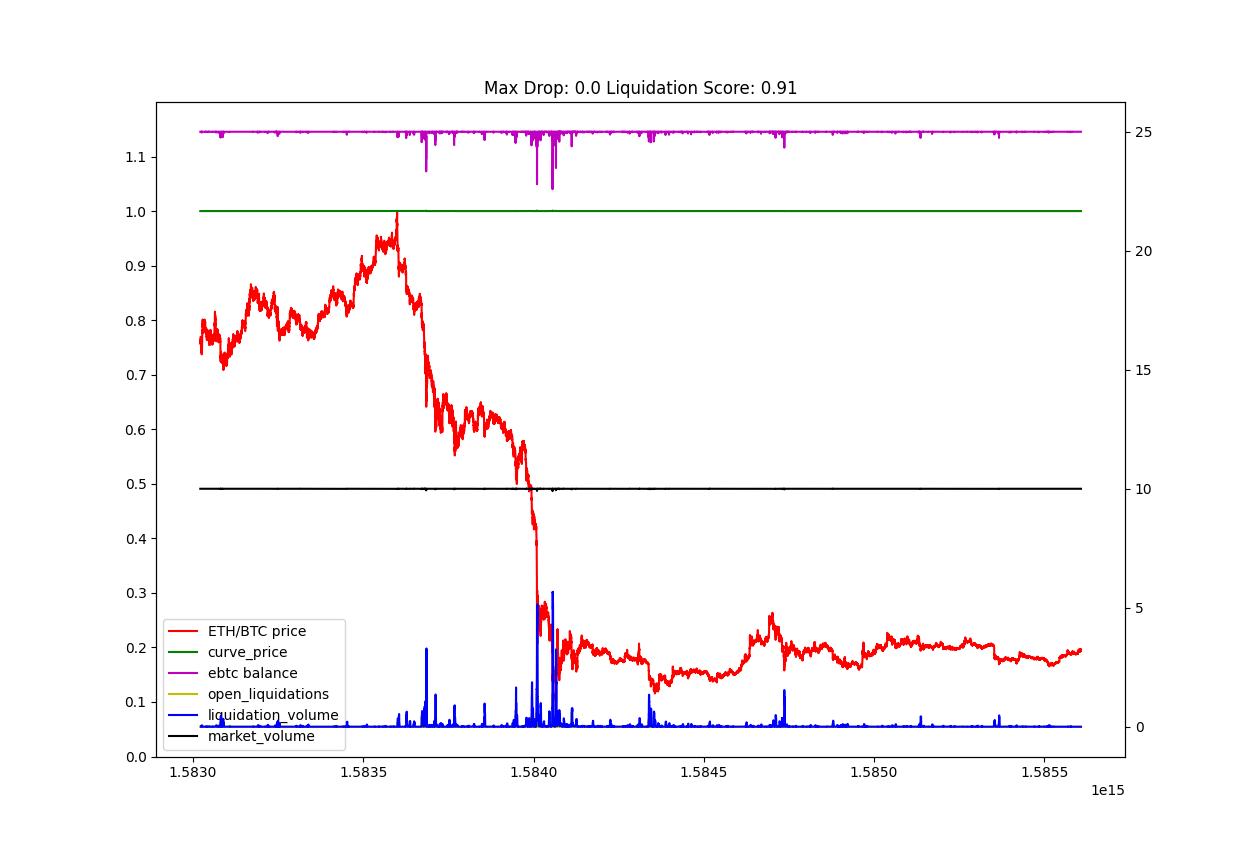 Max Drop: 0.0 Liquidation Score: 0.91
1.1
1.0
0.9
0.8
0.7
0.6
0.5
0.4
0.3
0.2
0.1
0.0
25
20
15
10
5
0
ETH/BTC price
curve_price
ebtc balance
open_liquidations
liquidation_volume
market_volume
1.5830 1.5835 1.5840 1.5845 1.5850 1.5855
1e15